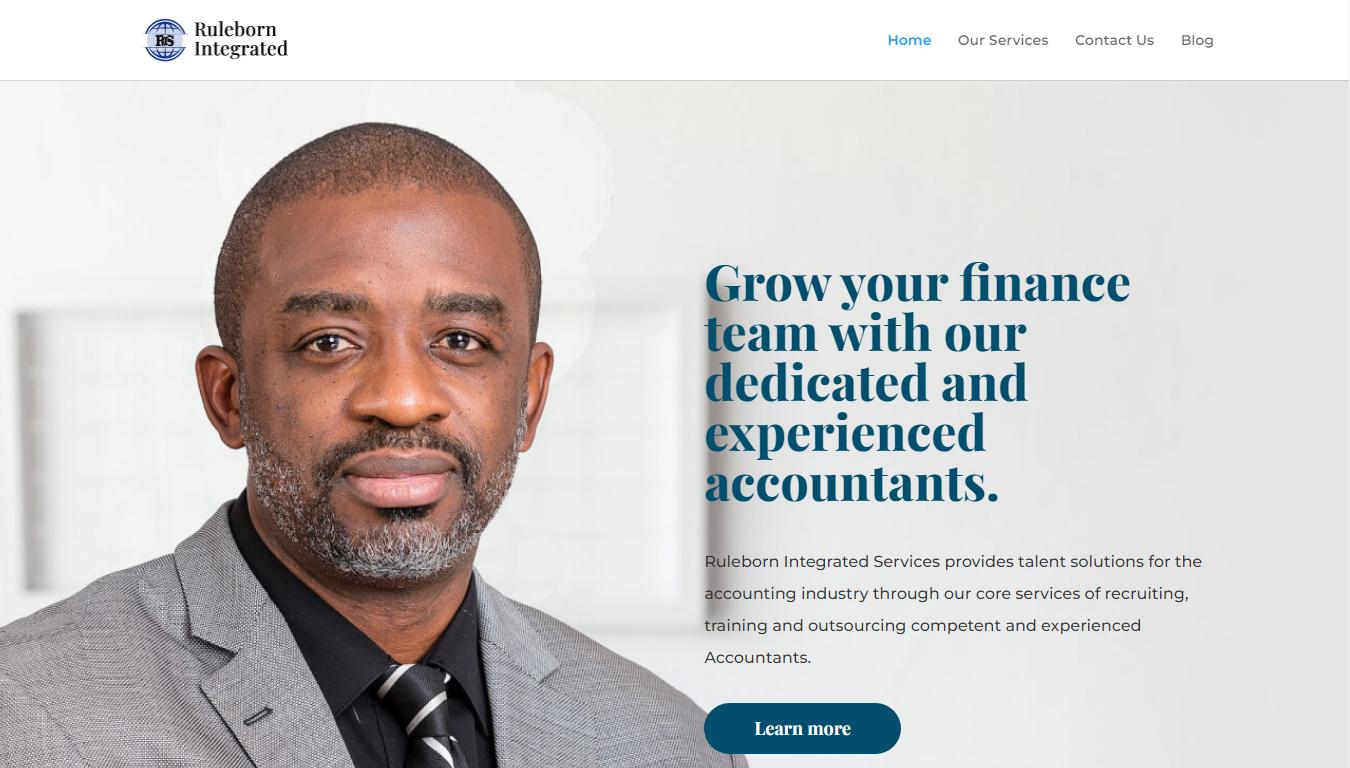 RIS
Ruleborn
Integrated
Home
Our Services
Contact Us
Blog
Grow your finance
team with our
dedicated and
experienced
accountants.
Ruleborn Integrated Services provides talent solutions for the
accounting industry through our core services of recruiting,
training and outsourcing competent and experienced
Accountants.
Learn more